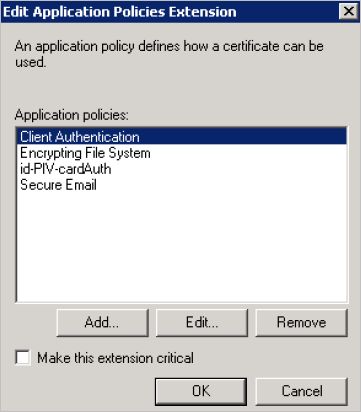 Edit Application Policies Extension
An application policy defines how a certificate can be
used.
Application policies:
Client Authentication
Encrypting File System
id-PIV-cardAuth
Secure Email
Add... Edit... Remove
Make this extension critical
OK Cancel